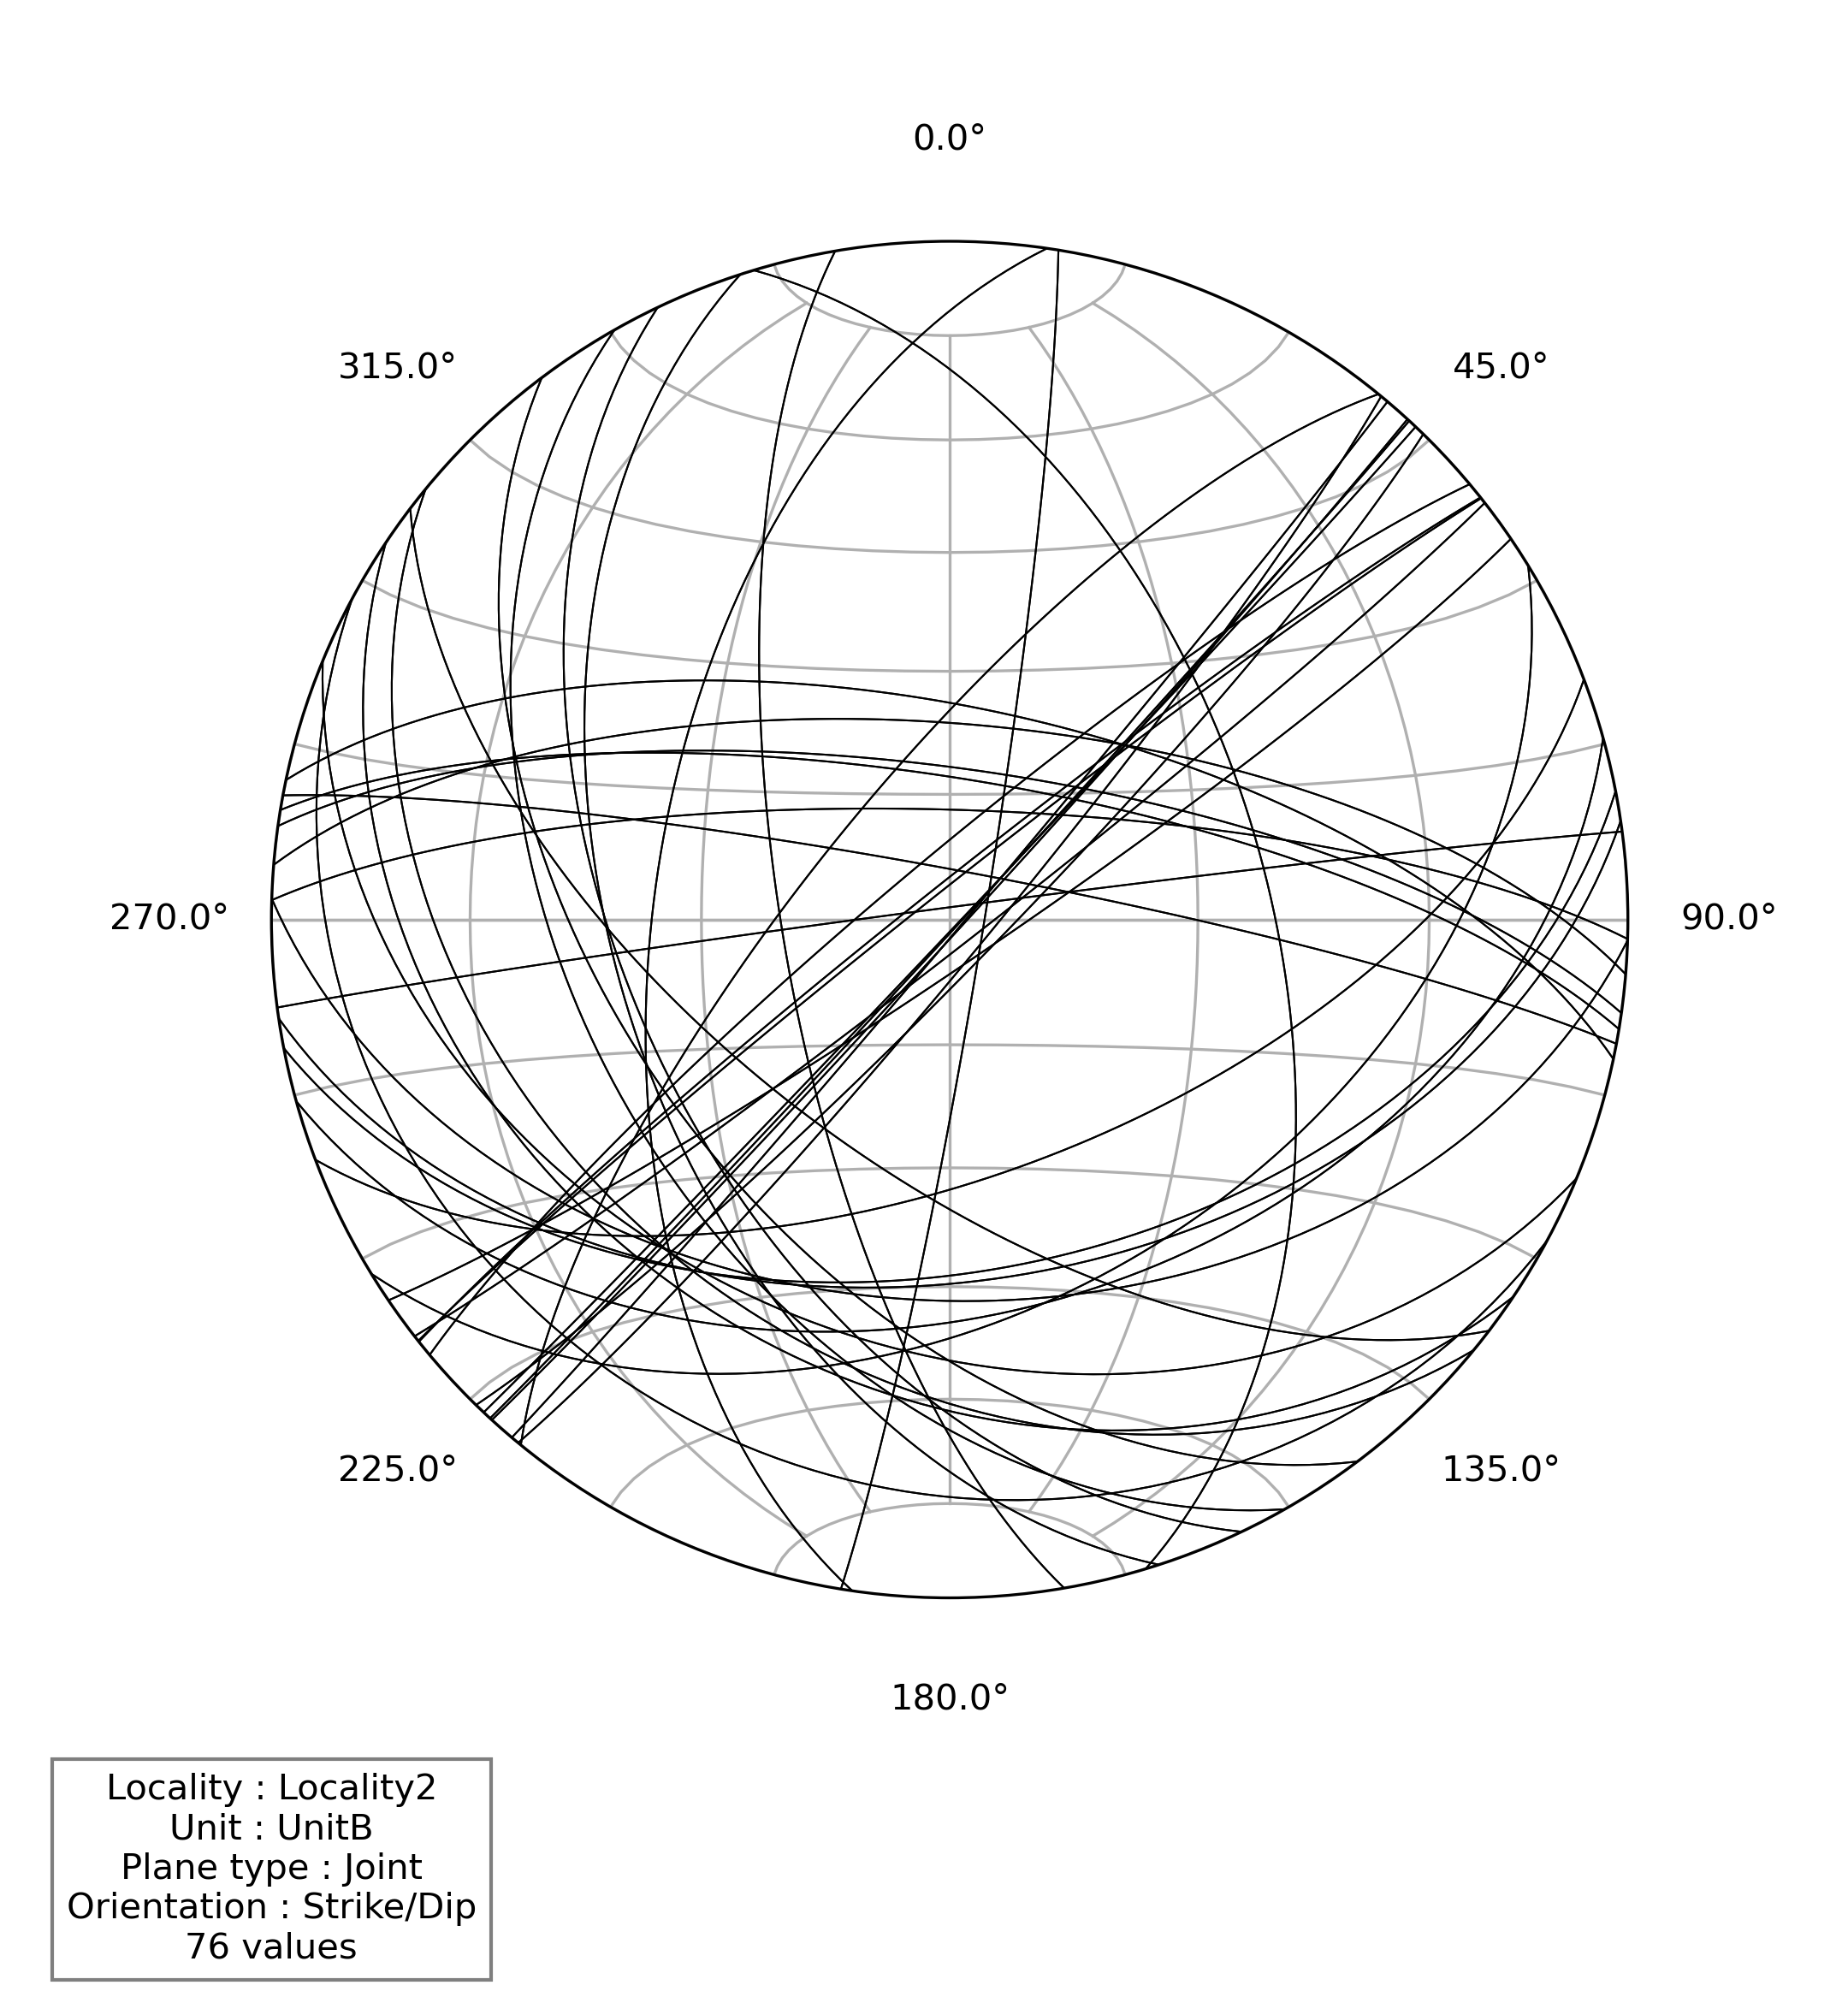 0.0°
315.0°
45.0°
270.0°
90.0°
225.0°
135.0°
180.0°
Locality : Locality2
Unit : UnitB
Plane type : Joint
Orientation : Strike/Dip
76 values